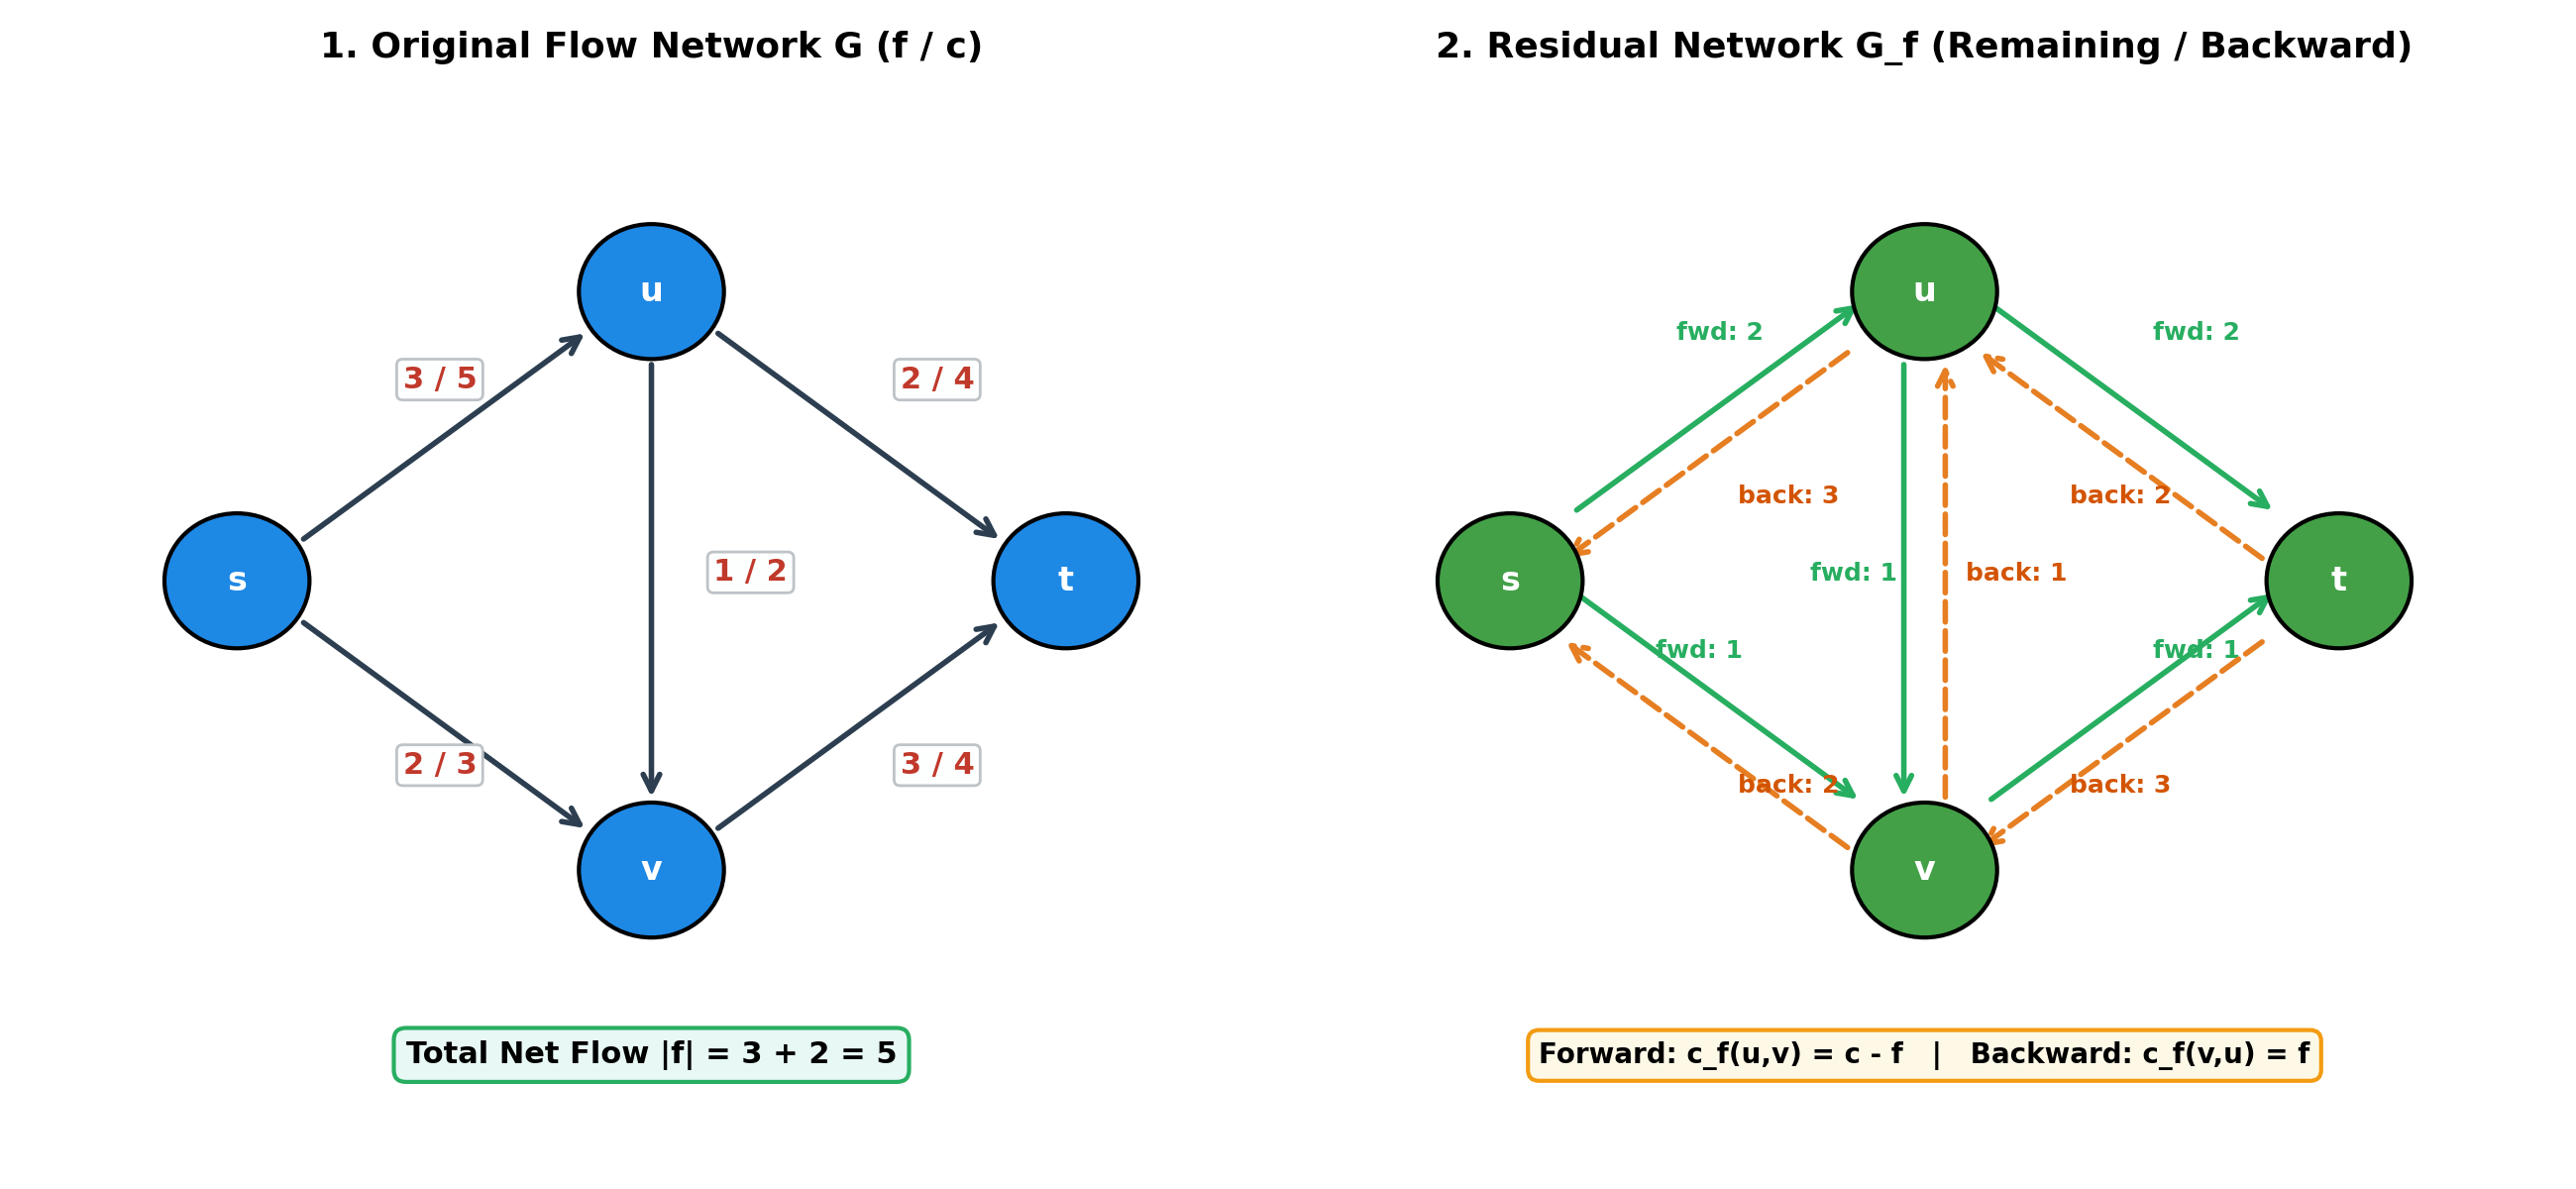 1. Original Flow Network G (f / c)
u
3 / 5
2 / 4
s
1 / 2
t
2 / 3
3 / 4
v
Total Net Flow |f| = 3 + 2 = 5
2. Residual Network G_f (Remaining / Backward)
u
fwd: 2
fwd: 2
back: 3
back: 2
s
fwd: 1
back: 1
t
fwd: 1
fwd: 1
back: 2
back: 3
v
Forward: c_f(u,v) = c - f | Backward: c_f(v,u) = f